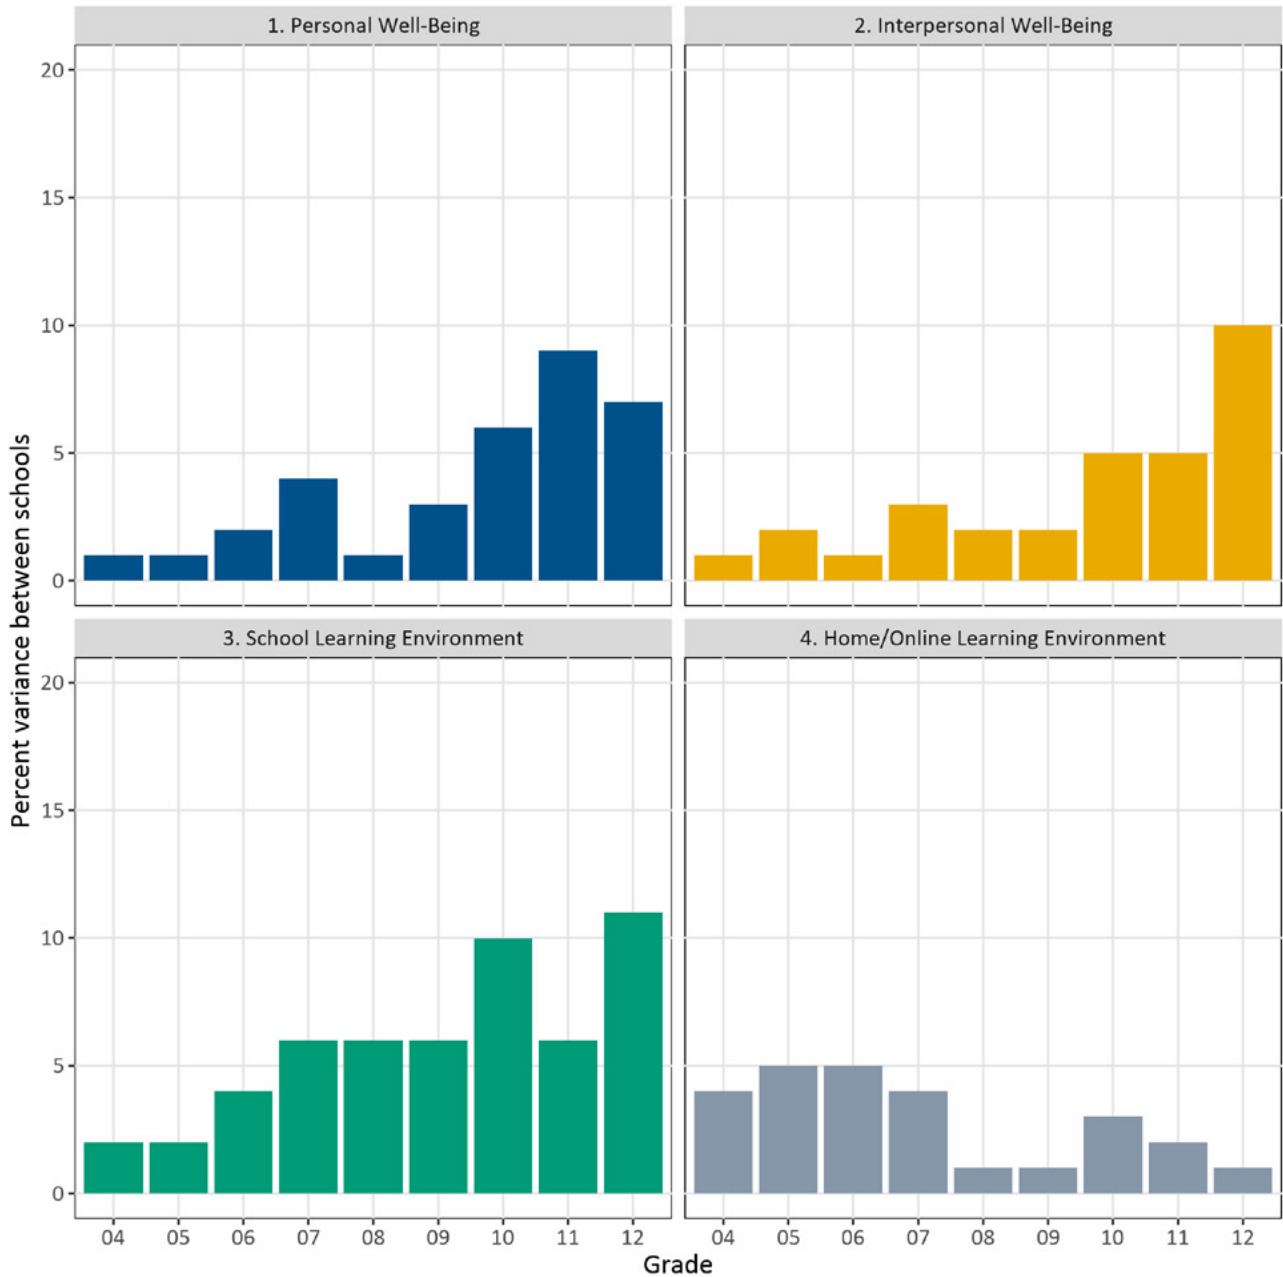 1. Personal Well-Being
2. Interpersonal Well-Being
20
15
10
5
0
Percent variance between schools
3. School Learning Environment
4. Home/Online Learning Environment
20
15
10
5
0
04 05 06 07 08 09 10 11 12
04 05 06 07 08 09 10 11 12
Grade